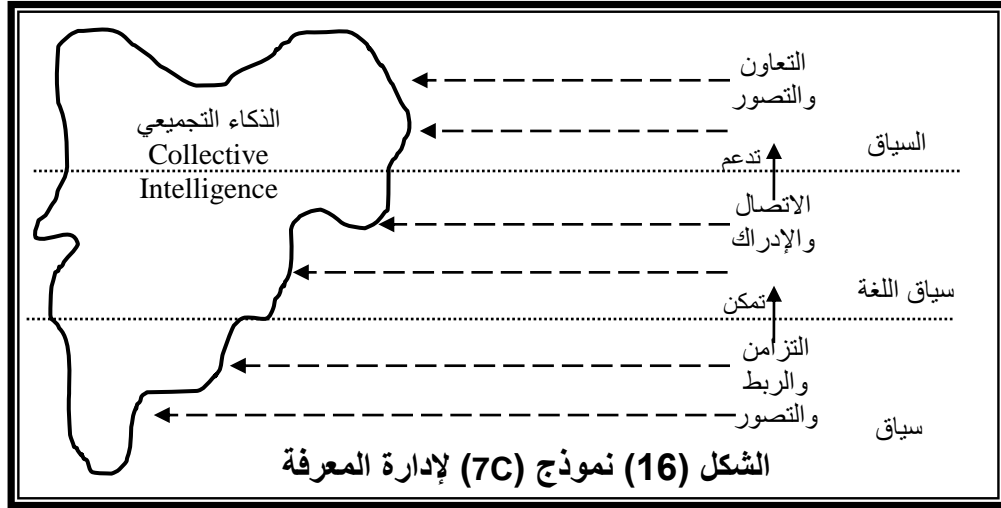 التعاون
والتصور
السياق
الذكاء التجميعي
Collective
Intelligence
تدعم
الاتصال
والإدراك
سياق اللغة
تمكن
التزامن
والربط
والتصور
سياق
الشكل (16) نموذج (7C) لإدارة المعرفة